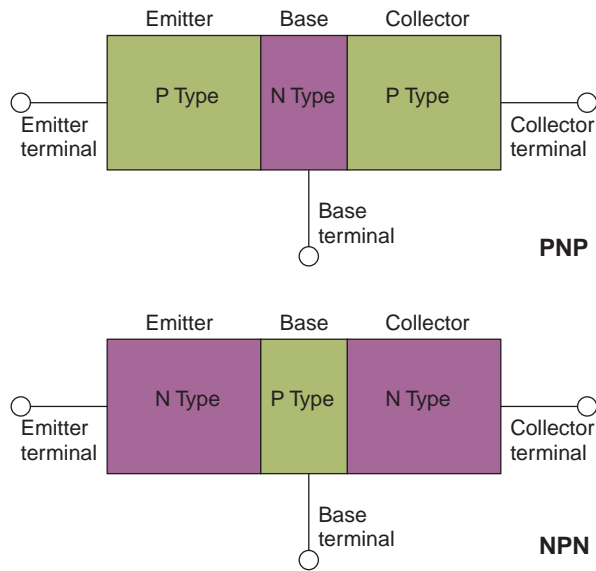 Emitter Base Collector
P Type N Type P Type
Emitter
terminal
Collector
terminal
Base
terminal
PNP
Emitter Base Collector
N Type P Type N Type
Emitter
terminal
Collector
terminal
Base
terminal
NPN